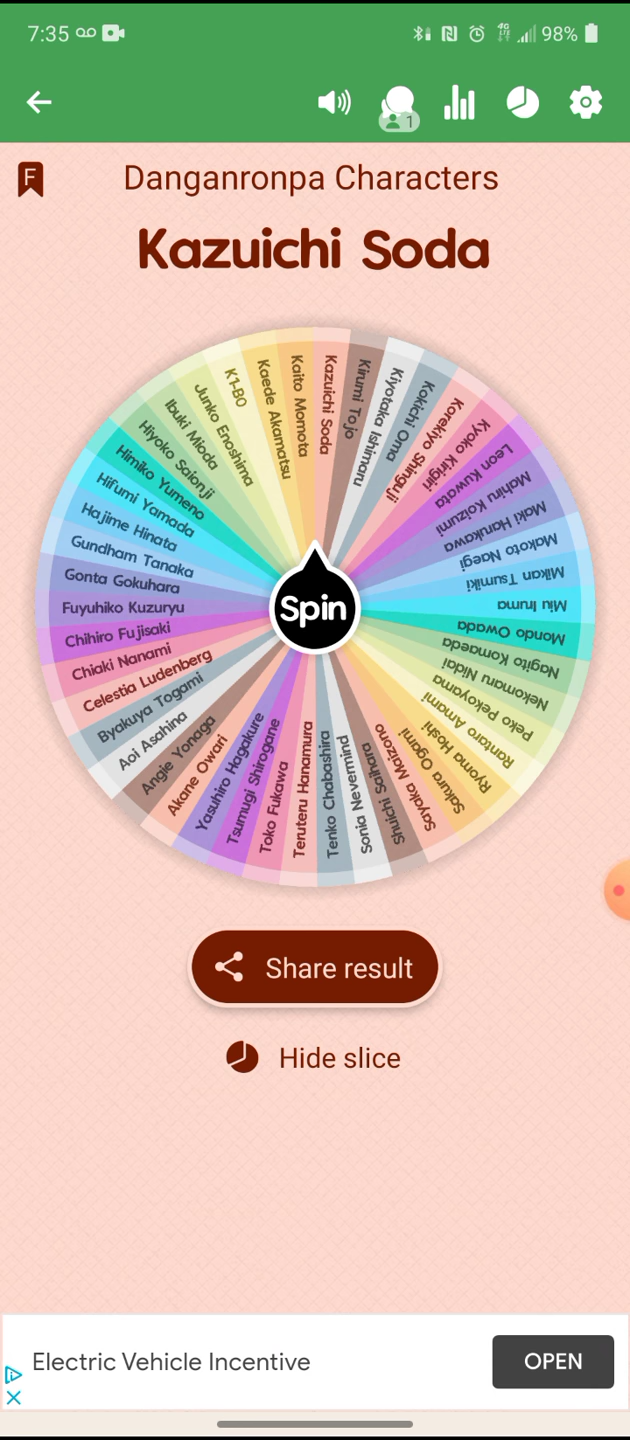 7:35
4G
98%
1
F
Danganronpa Characters
Kazuichi Soda
Kazuichi Soda
Kirumi Tojo
Kiyotaka Ishimaru
Kokichi Oma
Korekiyo Shinguji
Kyoko Kirigiri
Leon Kuwata
Mahiru Koizumi
Maki Harukawa
Makoto Naegi
Mikan Tsumiki
Miu Iruma
Mondo Owada
Nagito Komaeda
Nekomaru Nidai
Peko Pekoyama
Rantaro Amami
Ryoma Hoshi
Sakura Ogami
Sayaka Maizono
Shuichi Saihara
Sonia Nevermind
Tenko Chabashira
Teruteru Hanamura
Toko Fukawa
Tsumugi Shirogane
Yasuhiro Hagakure
Akane Owari
Angie Yonaga
Aoi Asahina
Byakuya Togami
Celestia Ludenberg
Chiaki Nanami
Chihiro Fujisaki
Fuyuhiko Kuzuryu
Gonta Gokuhara
Gundham Tanaka
Hajime Hinata
Hifumi Yamada
Himiko Yumeno
Hiyoko Saionji
Ibuki Mioda
Junko Enoshima
K1-B0
Kaede Akamatsu
Kaito Momota
Spin
Share result
Hide slice
Electric Vehicle Incentive
OPEN